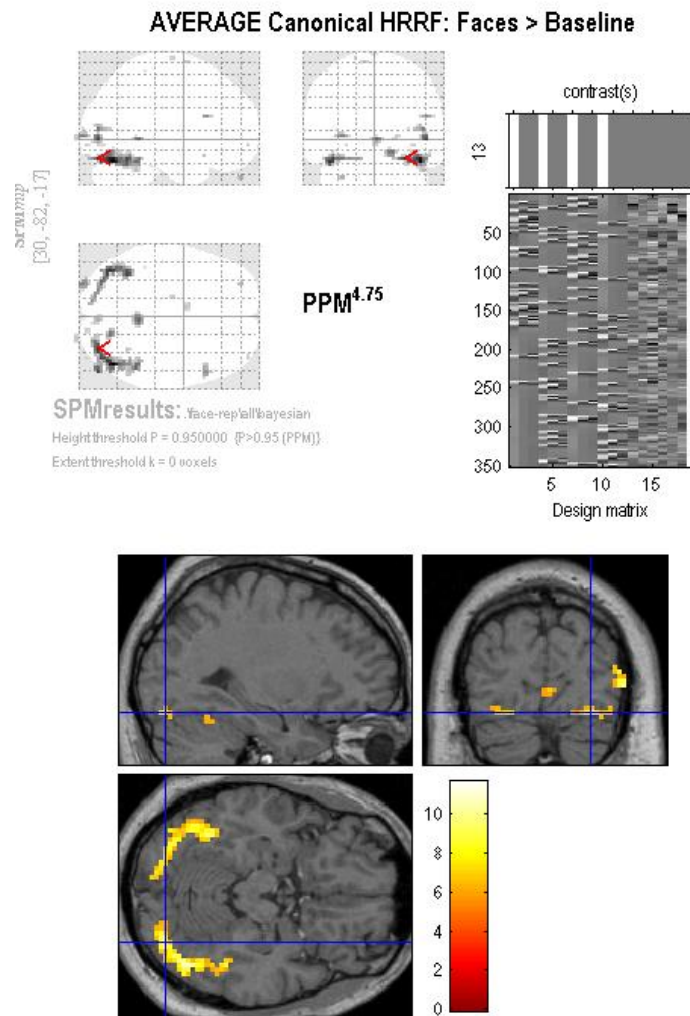 AVERAGE Canonical HRRF: Faces > Baseline
contrast(s)
13
[30, -82, -17]
<
<
<
PPM4.75
50
100
150
200
250
300
350
5
10
15
Design matrix
SPMresults: .\face-rep\all\bayesian
Height threshold P = 0.950000 {P>0.95 (PPM)}
Extent threshold k = 0 voxels
10
8
6
4
2
0